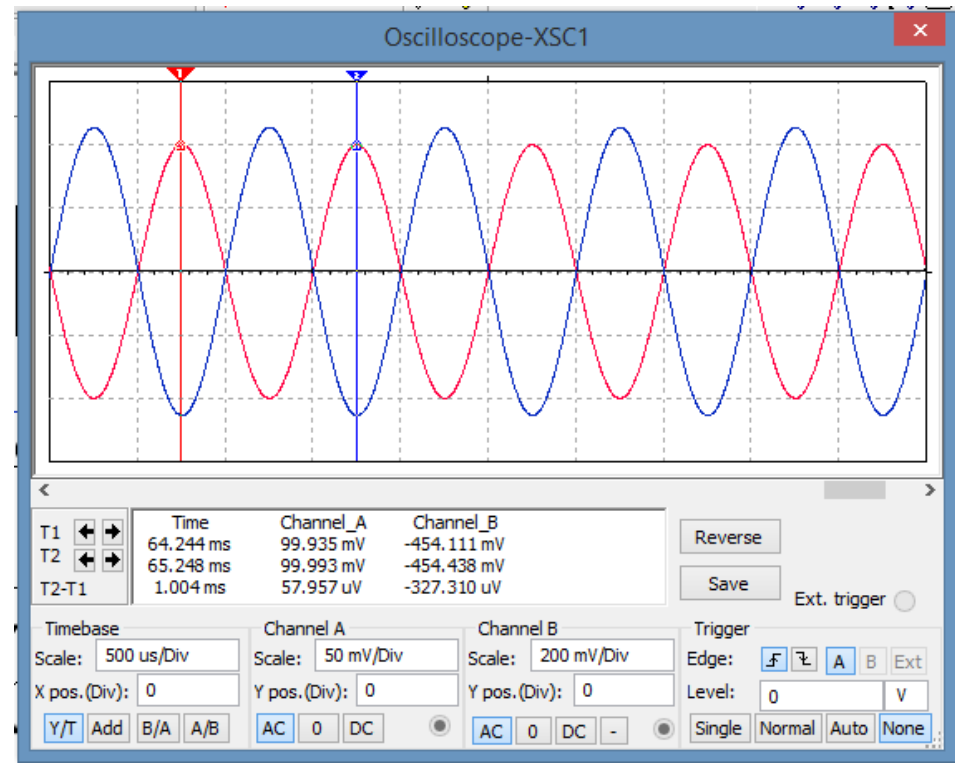 Oscilloscope-XSC1
1 2
Time Channel_A Channel_B
T1 64.244 ms 99.935 mV -454.111 mV
T2 65.248 ms 99.993 mV -454.438 mV
T2-T1 1.004 ms 57.957 uV -327.310 uV
Reverse
Save
Ext. trigger
Timebase Channel A Channel B Trigger
Scale: 500 us/Div Scale: 50 mV/Div Scale: 200 mV/Div Edge: A B Ext
X pos.(Div): 0 Y pos.(Div): 0 Y pos.(Div): 0 Level: 0 V
Y/T Add B/A A/B AC 0 DC AC 0 DC - Single Normal Auto None